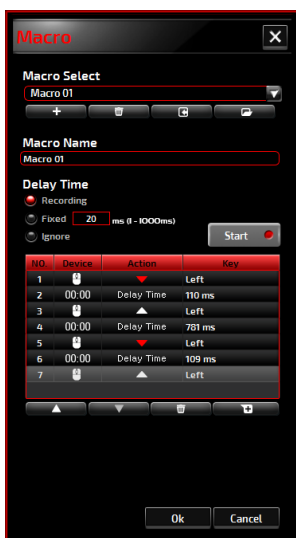 Macro
Macro Select
Macro 01
Macro Name
Macro 01
Delay Time
Recording
Fixed 20 ms (1 - 1000ms)
Ignore
Start
NO. Device Action Key
1 Left
2 00:00 Delay Time 110 ms
3 Left
4 00:00 Delay Time 781 ms
5 Left
6 00:00 Delay Time 109 ms
7 Left
Ok Cancel